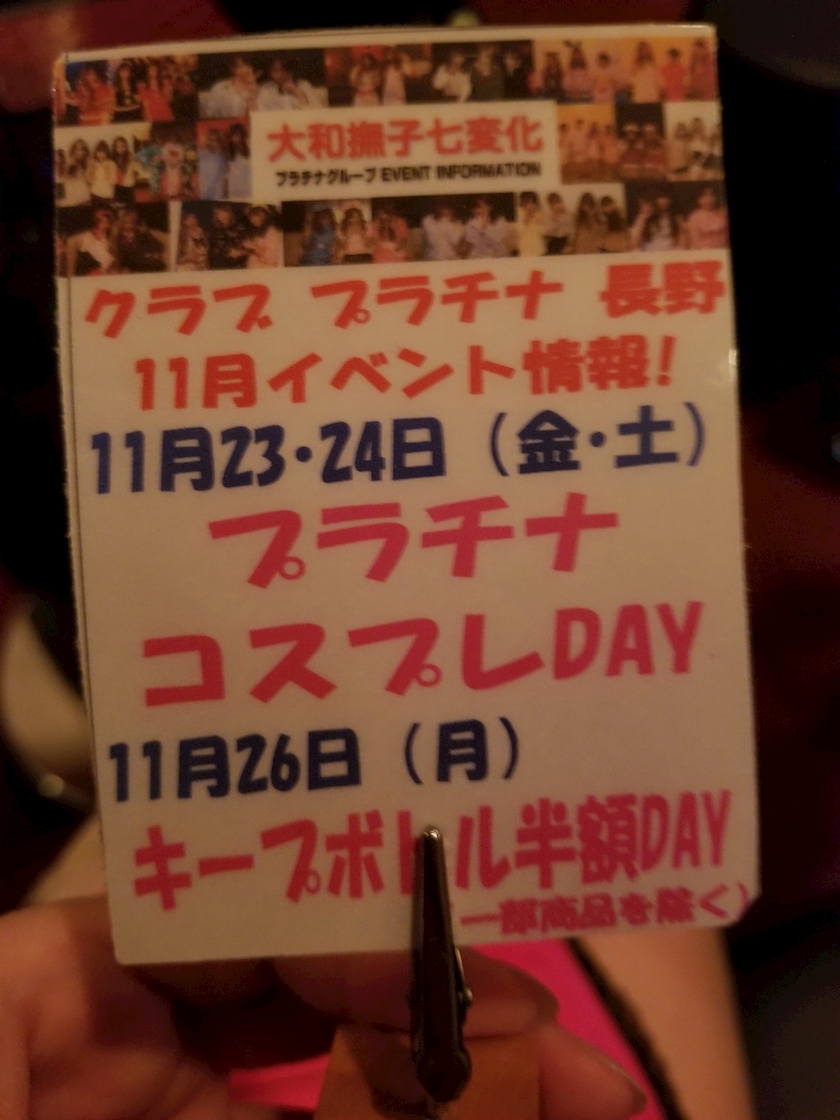 大和撫子七変化
プラチナグループ EVENT INFORMATION
クラブ プラチナ 長野
11月イベント情報!
11月23・24日（金・土）
プラチナ
コスプレDAY
11月26日（月）
キープボトル半額DAY
一部商品を除く）